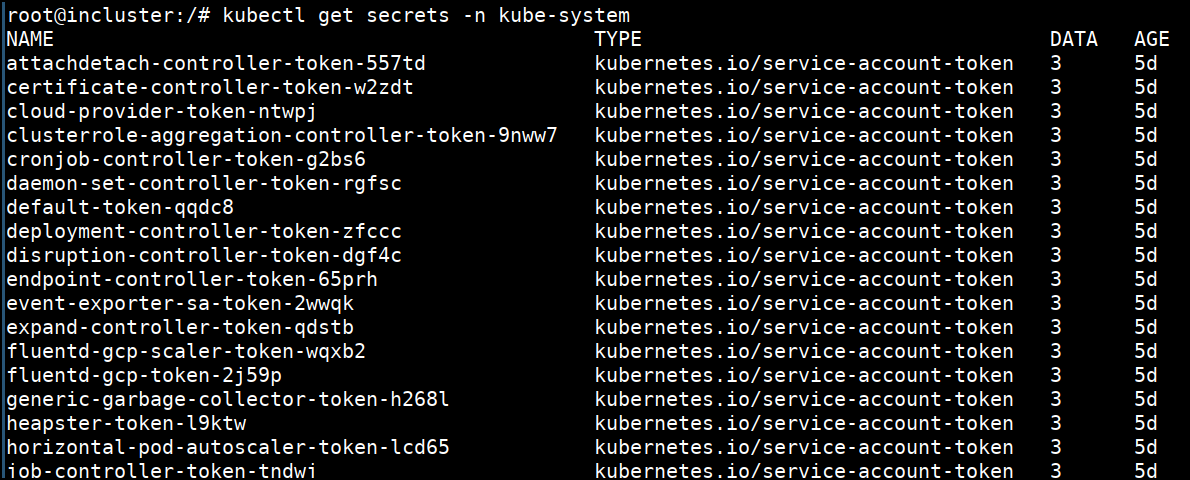 root@incluster:/# kubectl get secrets -n kube-system
NAME TYPE DATA AGE
attachdetach-controller-token-557td kubernetes.io/service-account-token 3 5d
certificate-controller-token-w2zdt kubernetes.io/service-account-token 3 5d
cloud-provider-token-ntwpj kubernetes.io/service-account-token 3 5d
clusterrole-aggregation-controller-token-9nww7 kubernetes.io/service-account-token 3 5d
cronjob-controller-token-g2bs6 kubernetes.io/service-account-token 3 5d
daemon-set-controller-token-rgfsc kubernetes.io/service-account-token 3 5d
default-token-qqdc8 kubernetes.io/service-account-token 3 5d
deployment-controller-token-zfccc kubernetes.io/service-account-token 3 5d
disruption-controller-token-dgf4c kubernetes.io/service-account-token 3 5d
endpoint-controller-token-65prh kubernetes.io/service-account-token 3 5d
event-exporter-sa-token-2wwqk kubernetes.io/service-account-token 3 5d
expand-controller-token-qdstb kubernetes.io/service-account-token 3 5d
fluentd-gcp-scaler-token-wqxb2 kubernetes.io/service-account-token 3 5d
fluentd-gcp-token-2j59p kubernetes.io/service-account-token 3 5d
generic-garbage-collector-token-h268l kubernetes.io/service-account-token 3 5d
heapster-token-l9ktw kubernetes.io/service-account-token 3 5d
horizontal-pod-autoscaler-token-lcd65 kubernetes.io/service-account-token 3 5d
job-controller-token-tndwj kubernetes.io/service-account-token 3 5d